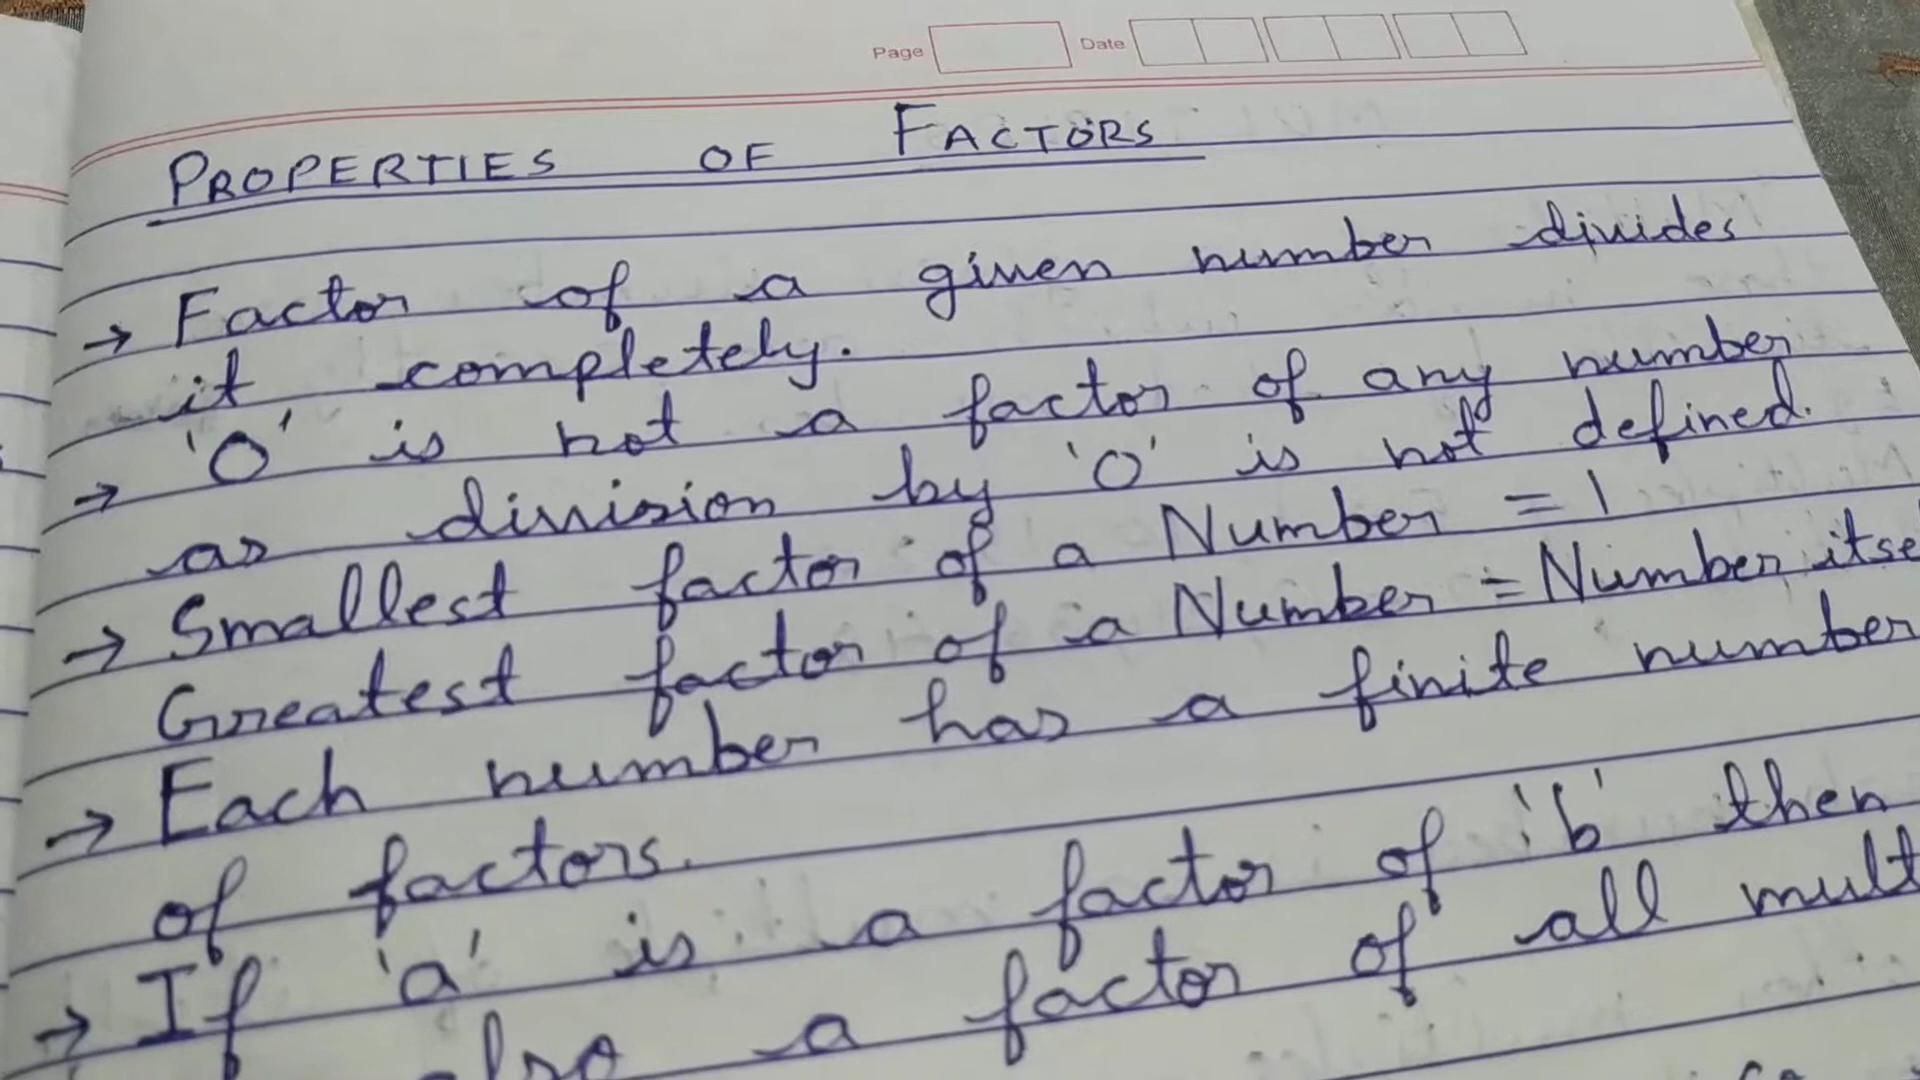 Page Date
PROPERTIES OF FACTORS
→ Factor of a given number divides
it completely.
→ 'O' is not a factor of any number
as division by 'O' is not defined.
→ Smallest factor of a Number = 1
Greatest factor of a Number = Number itse
→ Each number has a finite number
of factors.
→ If 'a' is a factor of 'b' then
also a factor of all mult